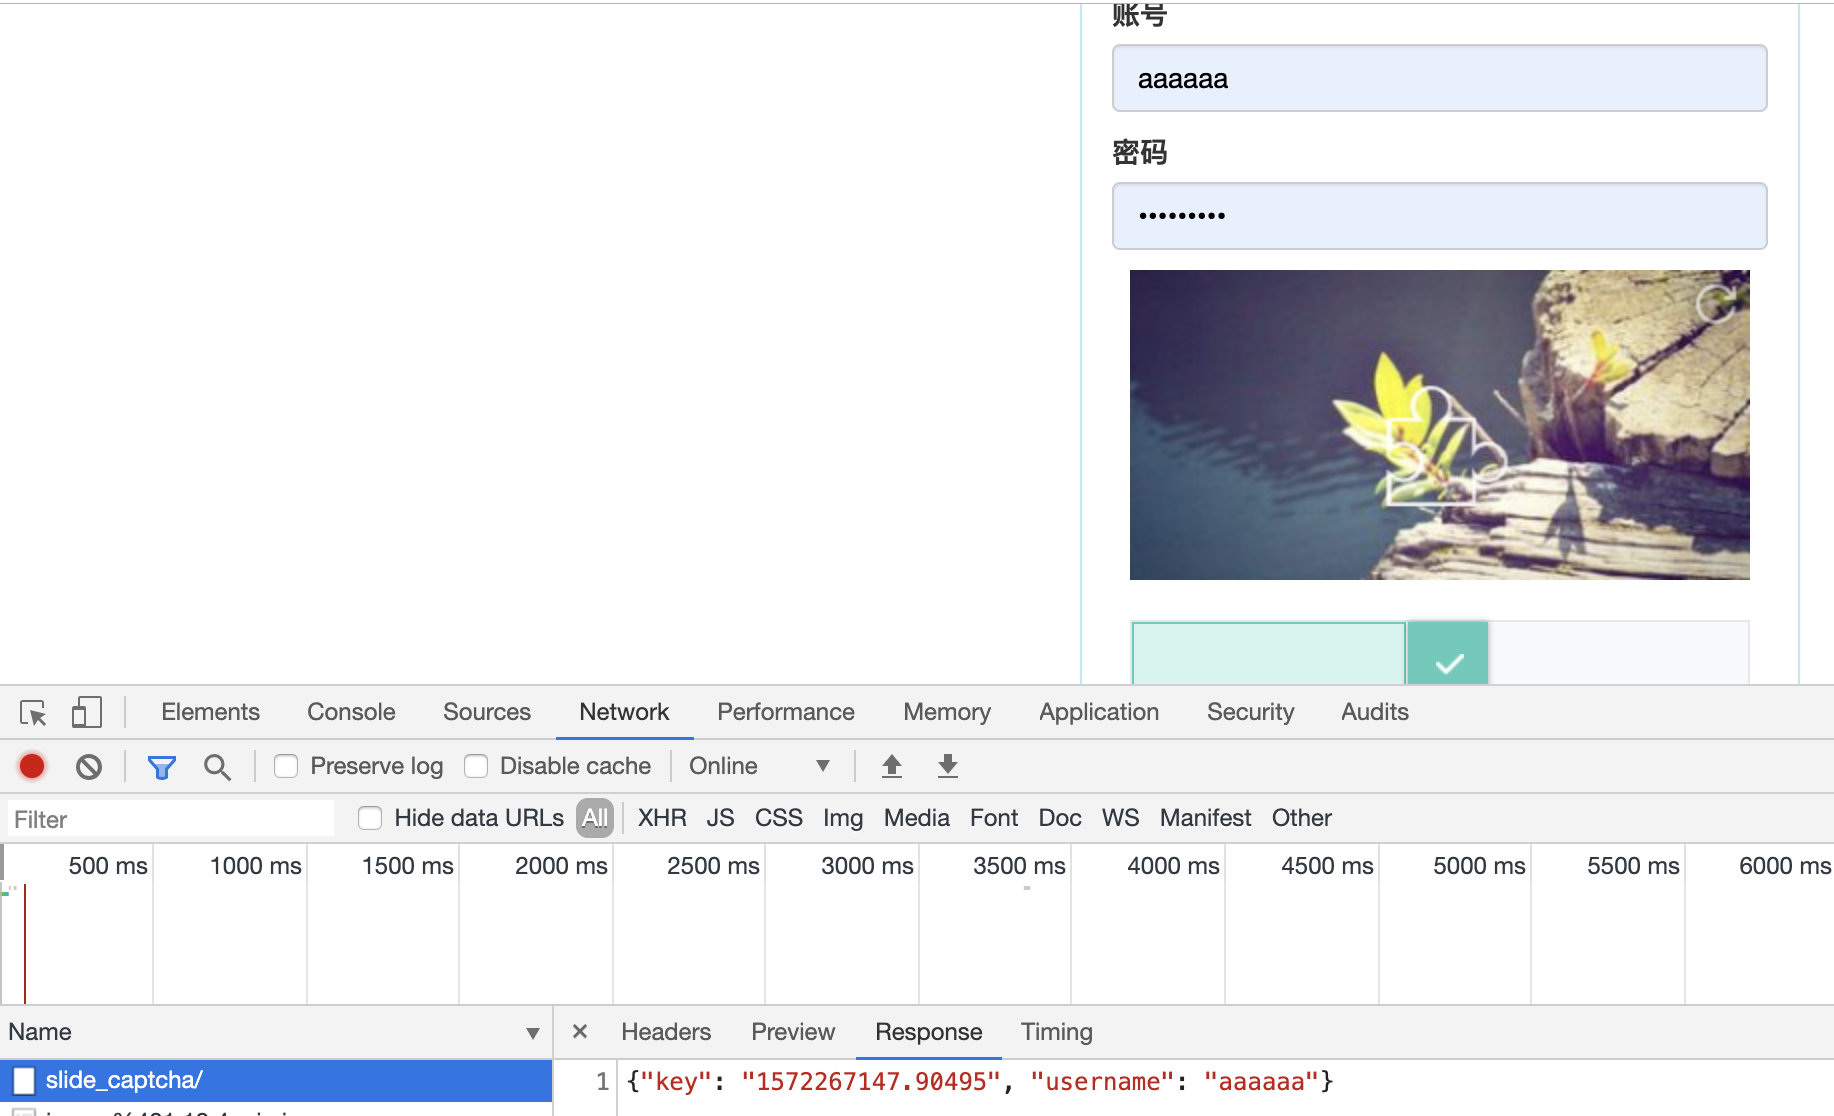 账号
aaaaaa
密码
•••••••••
Elements Console Sources Network Performance Memory Application Security Audits
Preserve log Disable cache Online
Filter Hide data URLs All XHR JS CSS Img Media Font Doc WS Manifest Other
500 ms 1000 ms 1500 ms 2000 ms 2500 ms 3000 ms 3500 ms 4000 ms 4500 ms 5000 ms 5500 ms 6000 ms
Name Headers Preview Response Timing
slide_captcha/ 1 {"key": "1572267147.90495", "username": "aaaaaa"}